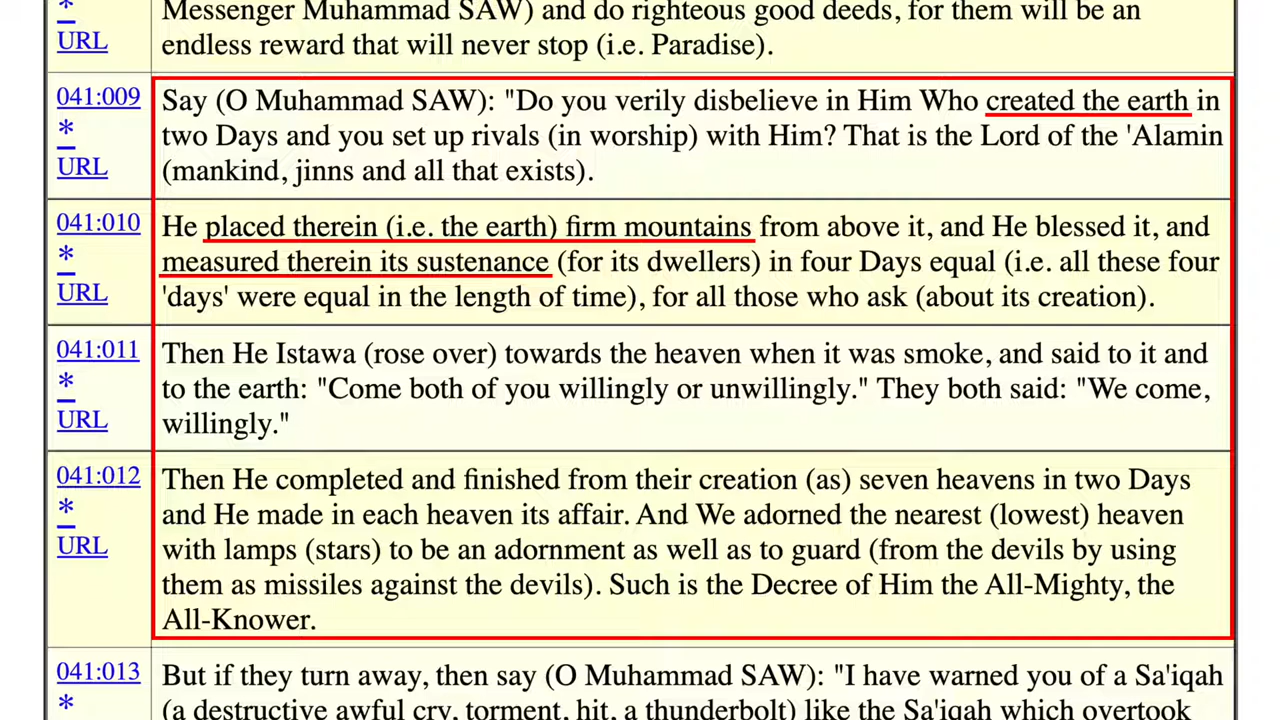 Messenger Muhammad SAW) and do righteous good deeds, for them will be an
endless reward that will never stop (i.e. Paradise).
*
URL
041:009
*
URL
Say (O Muhammad SAW): "Do you verily disbelieve in Him Who created the earth in
two Days and you set up rivals (in worship) with Him? That is the Lord of the 'Alamin
(mankind, jinns and all that exists).
041:010
*
URL
He placed therein (i.e. the earth) firm mountains from above it, and He blessed it, and
measured therein its sustenance (for its dwellers) in four Days equal (i.e. all these four
'days' were equal in the length of time), for all those who ask (about its creation).
041:011
*
URL
Then He Istawa (rose over) towards the heaven when it was smoke, and said to it and
to the earth: "Come both of you willingly or unwillingly." They both said: "We come,
willingly."
041:012
*
URL
Then He completed and finished from their creation (as) seven heavens in two Days
and He made in each heaven its affair. And We adorned the nearest (lowest) heaven
with lamps (stars) to be an adornment as well as to guard (from the devils by using
them as missiles against the devils). Such is the Decree of Him the All-Mighty, the
All-Knower.
041:013
*
But if they turn away, then say (O Muhammad SAW): "I have warned you of a Sa'iqah
(a destructive awful cry, torment, hit, a thunderbolt) like the Sa'iqah which overtook